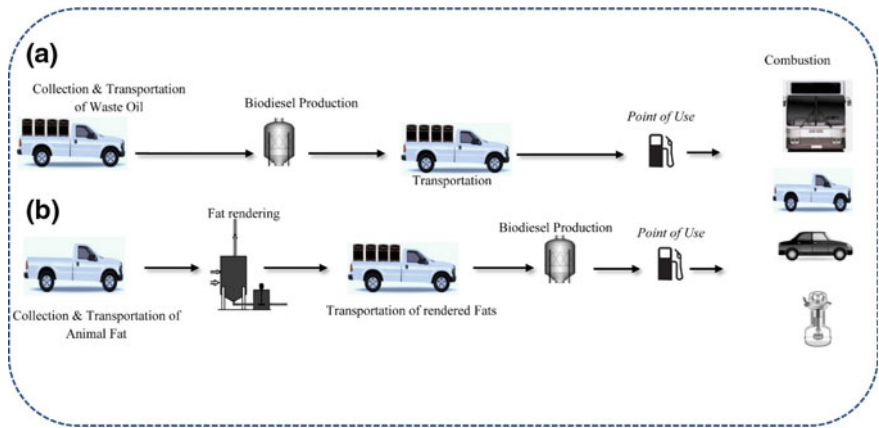 (a)
Collection & Transportation
of Waste Oil
Biodiesel Production
Transportation
Point of Use
Combustion
(b)
Collection & Transportation of
Animal Fat
Fat rendering
Transportation of rendered Fats
Biodiesel Production
Point of Use